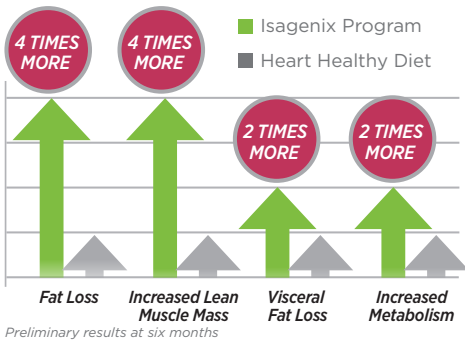 4 TIMES
MORE
4 TIMES
MORE
Isagenix Program
Heart Healthy Diet
2 TIMES
MORE
2 TIMES
MORE
Fat Loss
Increased Lean
Muscle Mass
Visceral
Fat Loss
Increased
Metabolism
Preliminary results at six months